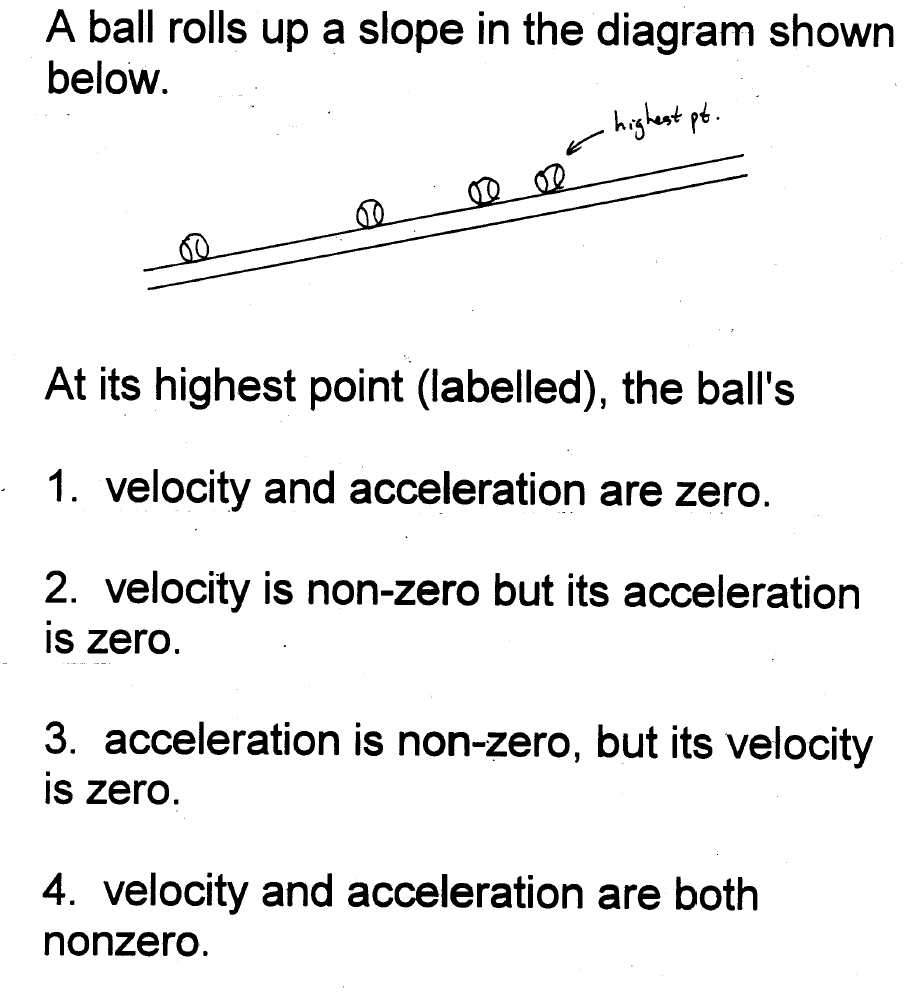 A ball rolls up a slope in the diagram shown
below.
highest pt.
At its highest point (labelled), the ball's
1. velocity and acceleration are zero.
2. velocity is non-zero but its acceleration
is zero.
3. acceleration is non-zero, but its velocity
is zero.
4. velocity and acceleration are both
nonzero.